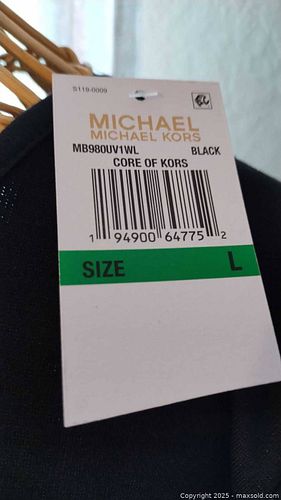 S119-0009
MICHAEL
MICHAEL KORS
MB980UV1WL BLACK
CORE OF KORS
1 94900 64775 2
SIZE L
Copyright © 2025 - maxsold.com